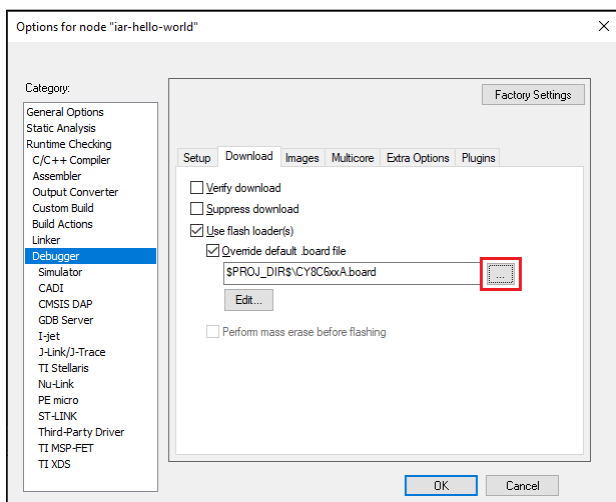 Options for node "iar-hello-world"
Category:
Factory Settings
General Options
Static Analysis
Runtime Checking
C/C++ Compiler
Assembler
Output Converter
Custom Build
Build Actions
Linker
Debugger
Simulator
CADI
CMSIS DAP
GDB Server
I-jet
J-Link/J-Trace
TI Stellaris
Nu-Link
PE micro
ST-LINK
Third-Party Driver
TI MSP-FET
TI XDS
Setup Download Images Multicore Extra Options Plugins
Verify download
Suppress download
Use flash loader(s)
Override default .board file
$PROJ_DIR$\CY8C6xxA.board
...
Edit...
Perform mass erase before flashing
OK Cancel